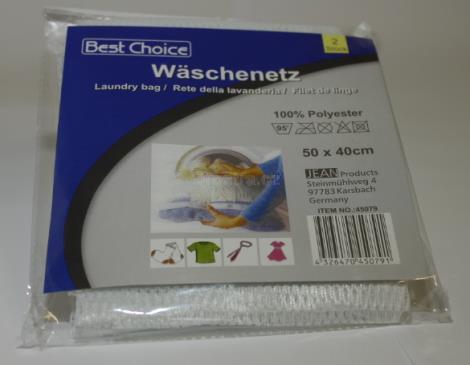 Best Choice
2
Stück
Wäschenetz
Laundry bag / Rete della lavanderia / Filet de linge
100% Polyester
95°
50 x 40cm
JEAN Products
Steinmühlweg 4
97783 Karsbach
Germany
ITEM NO.:45079
4 326470 450791